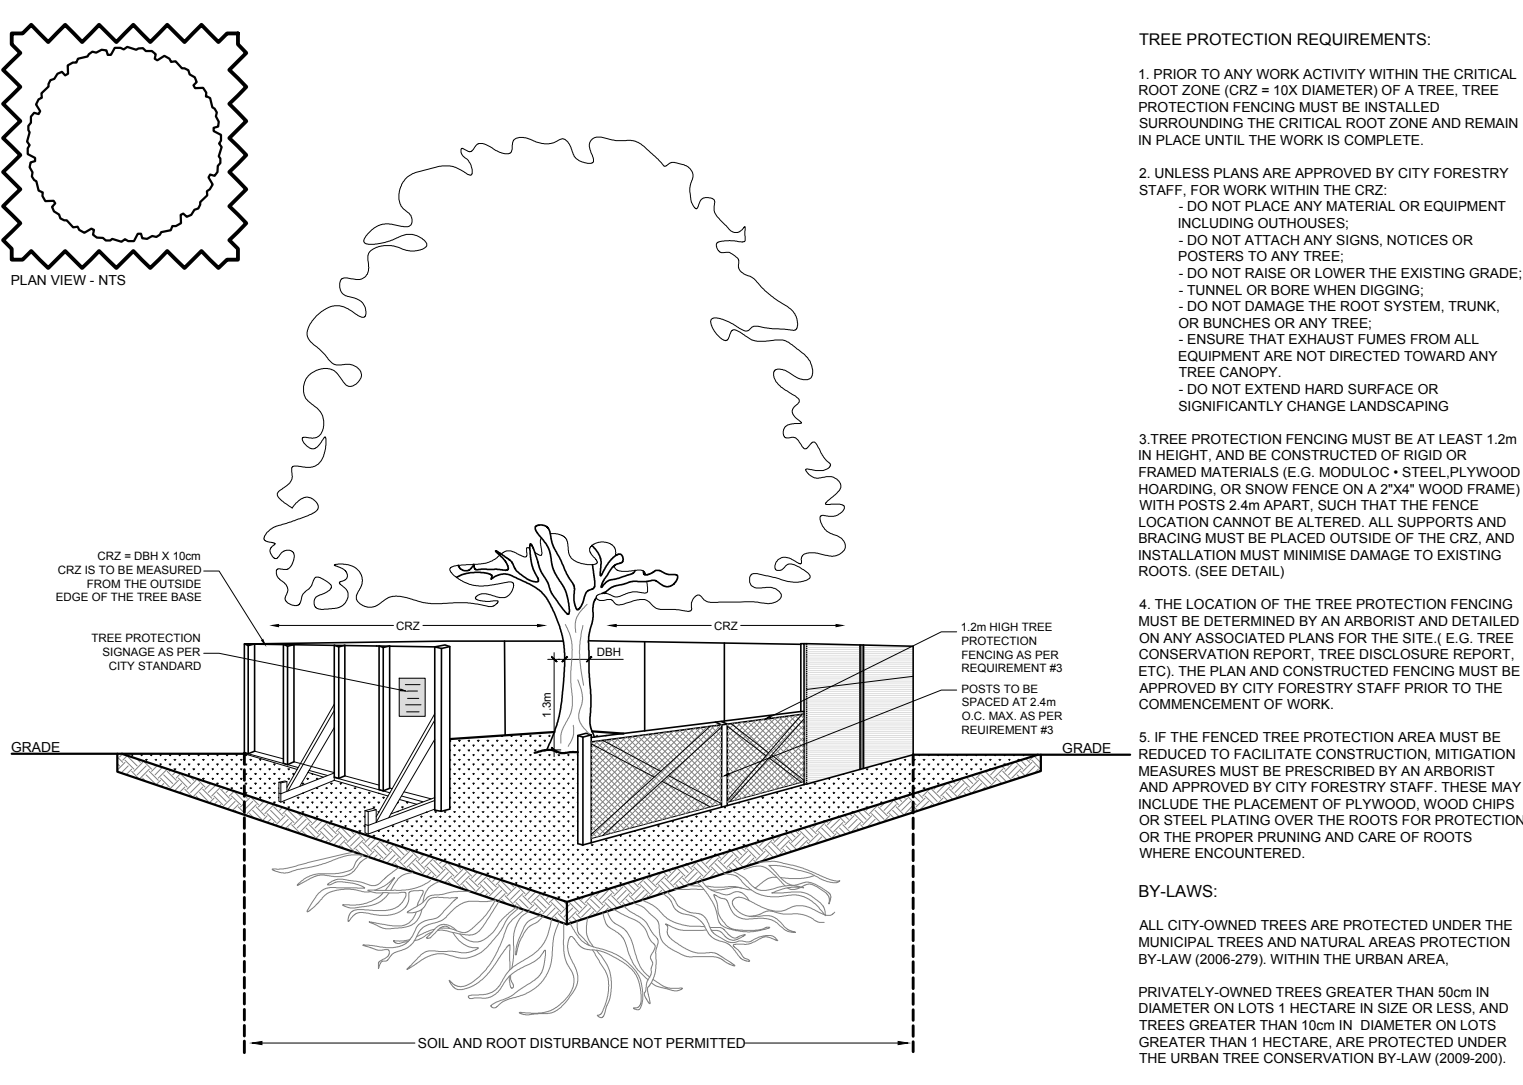 PLAN VIEW - NTS
CRZ = DBH X 10cm
CRZ IS TO BE MEASURED
FROM THE OUTSIDE
EDGE OF THE TREE BASE
TREE PROTECTION
SIGNAGE AS PER
CITY STANDARD
CRZ
CRZ
DBH
1.3m
1.2m HIGH TREE
PROTECTION
FENCING AS PER
REQUIREMENT #3
POSTS TO BE
SPACED AT 2.4m
O.C. MAX. AS PER
REUIREMENT #3
GRADE
GRADE
SOIL AND ROOT DISTURBANCE NOT PERMITTED
TREE PROTECTION REQUIREMENTS:
1. PRIOR TO ANY WORK ACTIVITY WITHIN THE CRITICAL
ROOT ZONE (CRZ = 10X DIAMETER) OF A TREE, TREE
PROTECTION FENCING MUST BE INSTALLED
SURROUNDING THE CRITICAL ROOT ZONE AND REMAIN
IN PLACE UNTIL THE WORK IS COMPLETE.
2. UNLESS PLANS ARE APPROVED BY CITY FORESTRY
STAFF, FOR WORK WITHIN THE CRZ:
- DO NOT PLACE ANY MATERIAL OR EQUIPMENT
INCLUDING OUTHOUSES;
- DO NOT ATTACH ANY SIGNS, NOTICES OR
POSTERS TO ANY TREE;
- DO NOT RAISE OR LOWER THE EXISTING GRADE;
- TUNNEL OR BORE WHEN DIGGING;
- DO NOT DAMAGE THE ROOT SYSTEM, TRUNK,
OR BUNCHES OR ANY TREE;
- ENSURE THAT EXHAUST FUMES FROM ALL
EQUIPMENT ARE NOT DIRECTED TOWARD ANY
TREE CANOPY.
- DO NOT EXTEND HARD SURFACE OR
SIGNIFICANTLY CHANGE LANDSCAPING
3.TREE PROTECTION FENCING MUST BE AT LEAST 1.2m
IN HEIGHT, AND BE CONSTRUCTED OF RIGID OR
FRAMED MATERIALS (E.G. MODULOC • STEEL,PLYWOOD
HOARDING, OR SNOW FENCE ON A 2"X4" WOOD FRAME)
WITH POSTS 2.4m APART, SUCH THAT THE FENCE
LOCATION CANNOT BE ALTERED. ALL SUPPORTS AND
BRACING MUST BE PLACED OUTSIDE OF THE CRZ, AND
INSTALLATION MUST MINIMISE DAMAGE TO EXISTING
ROOTS. (SEE DETAIL)
4. THE LOCATION OF THE TREE PROTECTION FENCING
MUST BE DETERMINED BY AN ARBORIST AND DETAILED
ON ANY ASSOCIATED PLANS FOR THE SITE.( E.G. TREE
CONSERVATION REPORT, TREE DISCLOSURE REPORT,
ETC). THE PLAN AND CONSTRUCTED FENCING MUST BE
APPROVED BY CITY FORESTRY STAFF PRIOR TO THE
COMMENCEMENT OF WORK.
5. IF THE FENCED TREE PROTECTION AREA MUST BE
REDUCED TO FACILITATE CONSTRUCTION, MITIGATION
MEASURES MUST BE PRESCRIBED BY AN ARBORIST
AND APPROVED BY CITY FORESTRY STAFF. THESE MAY
INCLUDE THE PLACEMENT OF PLYWOOD, WOOD CHIPS
OR STEEL PLATING OVER THE ROOTS FOR PROTECTION
OR THE PROPER PRUNING AND CARE OF ROOTS
WHERE ENCOUNTERED.
BY-LAWS:
ALL CITY-OWNED TREES ARE PROTECTED UNDER THE
MUNICIPAL TREES AND NATURAL AREAS PROTECTION
BY-LAW (2006-279). WITHIN THE URBAN AREA,
PRIVATELY-OWNED TREES GREATER THAN 50cm IN
DIAMETER ON LOTS 1 HECTARE IN SIZE OR LESS, AND
TREES GREATER THAN 10cm IN DIAMETER ON LOTS
GREATER THAN 1 HECTARE, ARE PROTECTED UNDER
THE URBAN TREE CONSERVATION BY-LAW (2009-200).